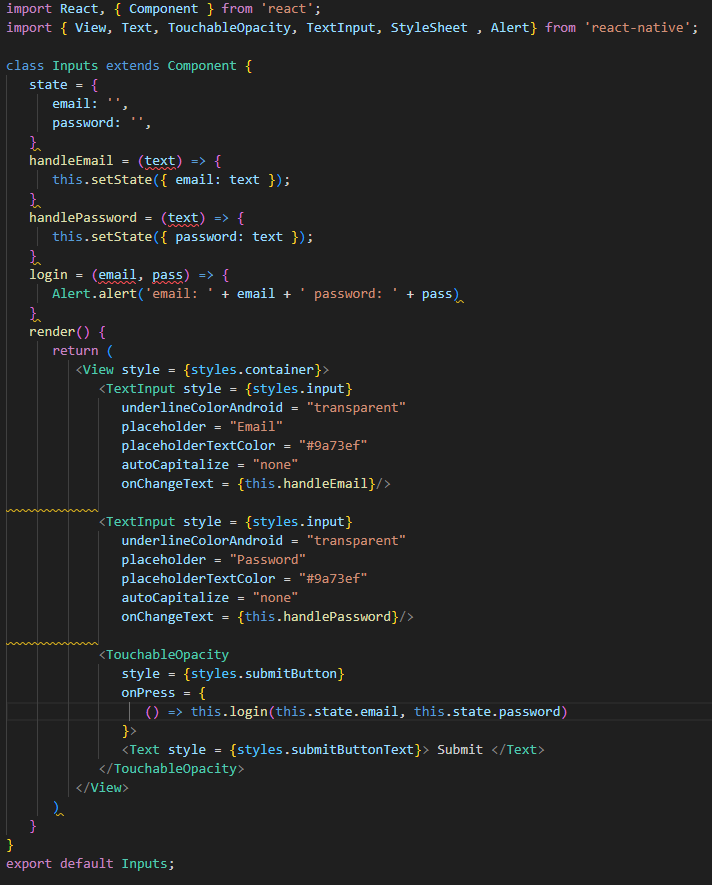 import React, { Component } from 'react';
import { View, Text, TouchableOpacity, TextInput, StyleSheet , Alert} from 'react-native';

class Inputs extends Component {
   state = {
      email: '',
      password: '',
   }
   handleEmail = (text) => {
      this.setState({ email: text });
   }
   handlePassword = (text) => {
      this.setState({ password: text });
   }
   login = (email, pass) => {
      Alert.alert('email: ' + email + ' password: ' + pass)
   }
   render() {
      return (
         <View style = {styles.container}>
            <TextInput style = {styles.input}
               underlineColorAndroid = "transparent"
               placeholder = "Email"
               placeholderTextColor = "#9a73ef"
               autoCapitalize = "none"
               onChangeText = {this.handleEmail}/>

            <TextInput style = {styles.input}
               underlineColorAndroid = "transparent"
               placeholder = "Password"
               placeholderTextColor = "#9a73ef"
               autoCapitalize = "none"
               onChangeText = {this.handlePassword}/>

            <TouchableOpacity
               style = {styles.submitButton}
               onPress = {
                  () => this.login(this.state.email, this.state.password)
               }>
               <Text style = {styles.submitButtonText}> Submit </Text>
            </TouchableOpacity>
         </View>
      )
   }
}
export default Inputs;